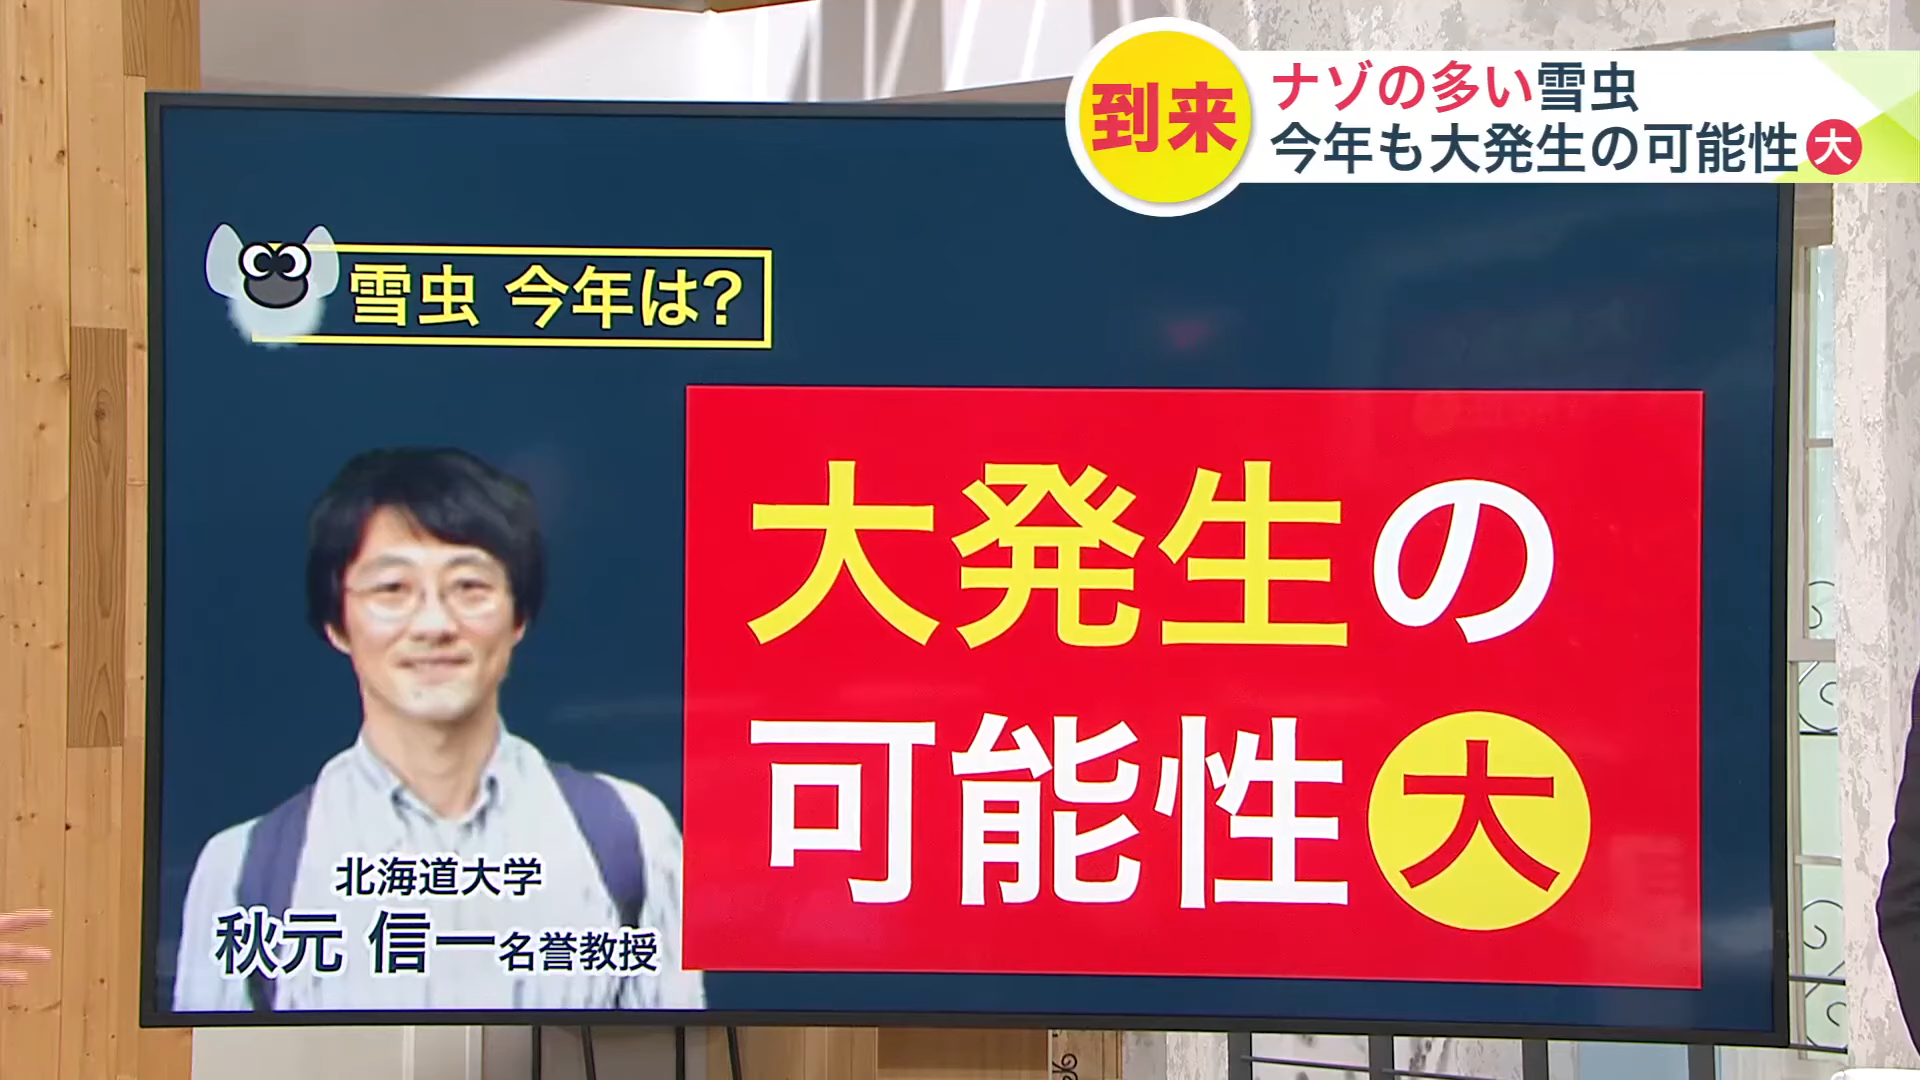 到来
ナゾの多い雪虫
今年も大発生の可能性大
雪虫 今年は?
大発生の
可能性大
北海道大学
秋元 信一名誉教授